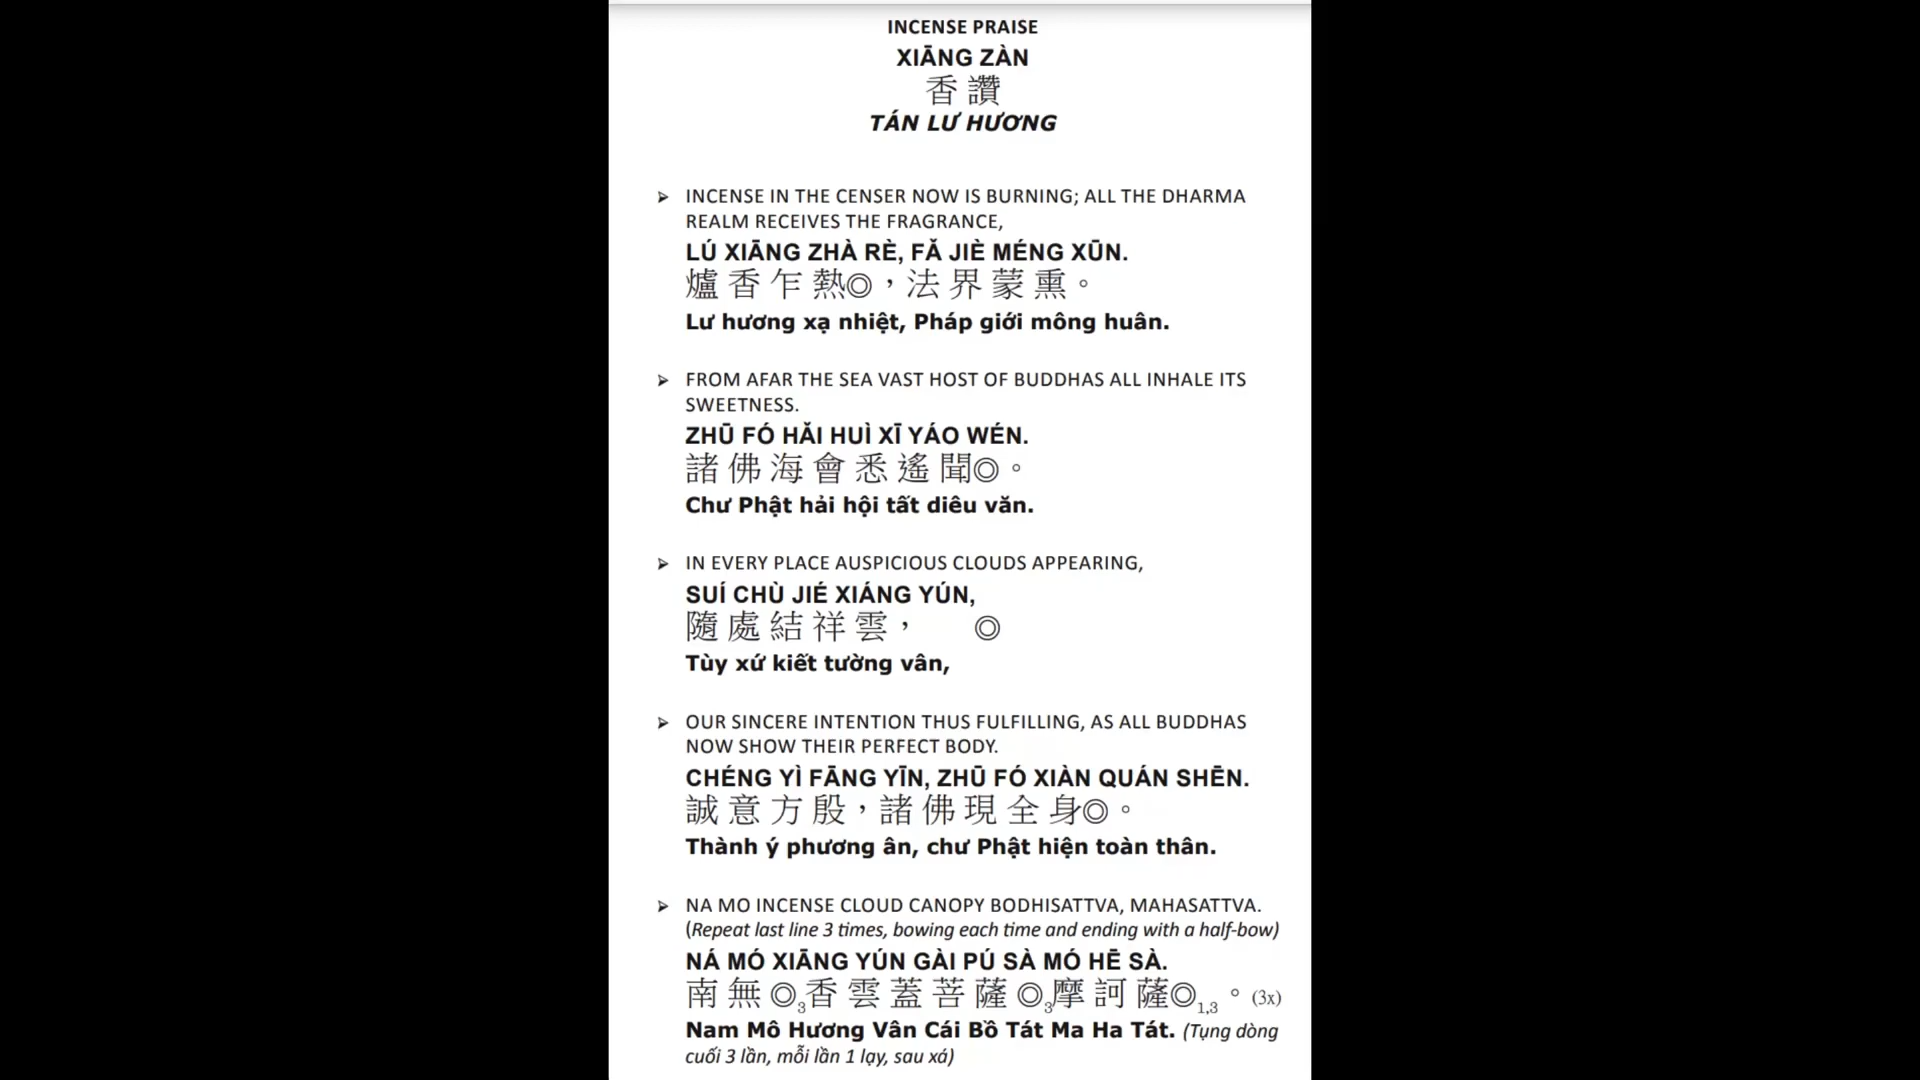 INCENSE PRAISE
XIĀNG ZÀN
香讚
TÁN LƯ HƯƠNG
➢ INCENSE IN THE CENSER NOW IS BURNING; ALL THE DHARMA
REALM RECEIVES THE FRAGRANCE,
LÚ XIĀNG ZHÀ RÈ, FǍ JIÈ MÉNG XŪN.
爐香乍熱◎，法界蒙熏。
Lư hương xạ nhiệt, Pháp giới mông huân.
➢ FROM AFAR THE SEA VAST HOST OF BUDDHAS ALL INHALE ITS
SWEETNESS.
ZHŪ FÓ HǍI HUÌ XĪ YÁO WÉN.
諸佛海會悉遙聞◎。
Chư Phật hải hội tất diêu văn.
➢ IN EVERY PLACE AUSPICIOUS CLOUDS APPEARING,
SUÍ CHÙ JIÉ XIÁNG YÚN,
隨處結祥雲， ◎
Tùy xứ kiết tường vân,
➢ OUR SINCERE INTENTION THUS FULFILLING, AS ALL BUDDHAS
NOW SHOW THEIR PERFECT BODY.
CHÉNG YÌ FĀNG YĪN, ZHŪ FÓ XIÀN QUÁN SHĒN.
誠意方殷，諸佛現全身◎。
Thành ý phương ân, chư Phật hiện toàn thân.
➢ NA MO INCENSE CLOUD CANOPY BODHISATTVA, MAHASATTVA.
(Repeat last line 3 times, bowing each time and ending with a half-bow)
NÁ MÓ XIĀNG YÚN GÀI PÚ SÀ MÓ HĒ SÀ.
南無◎3香雲蓋菩薩◎3摩訶薩◎1,3。(3x)
Nam Mô Hương Vân Cái Bồ Tát Ma Ha Tát. (Tụng dòng
cuối 3 lần, mỗi lần 1 lạy, sau xá)